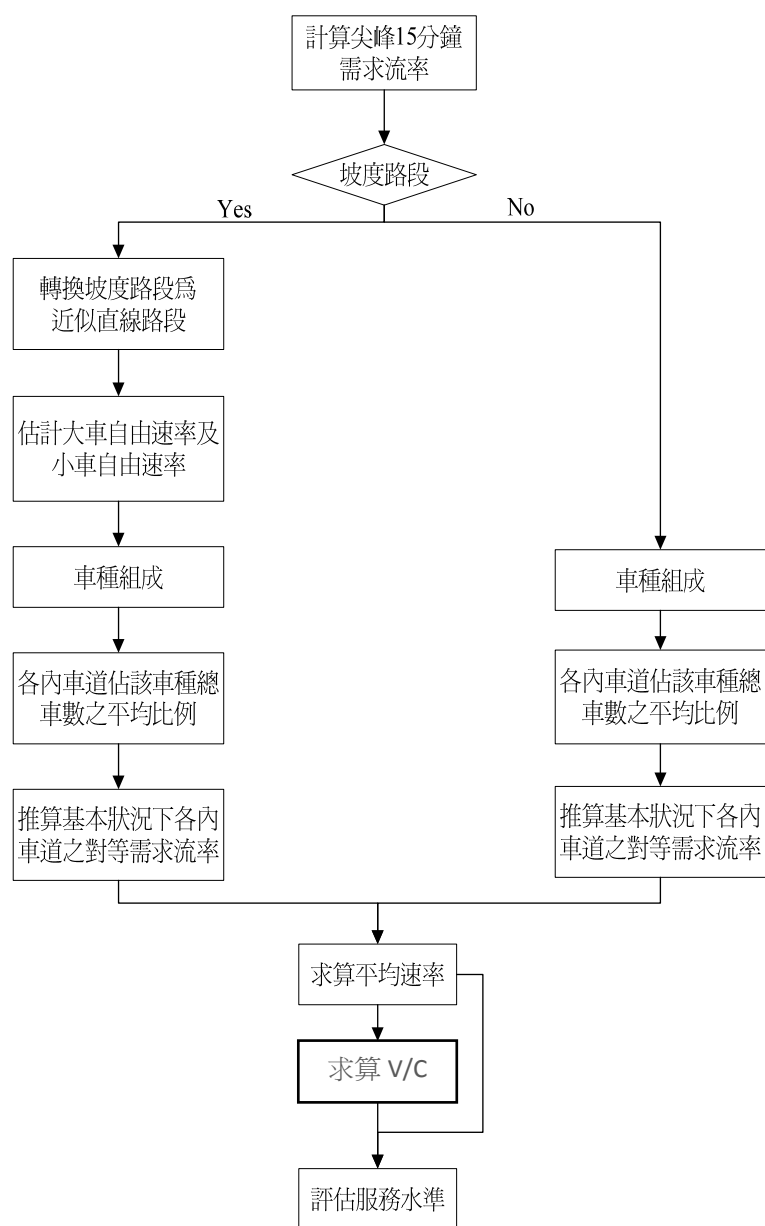 計算尖峰15分鐘
需求流率
坡度路段
Yes
No
轉換坡度路段為
近似直線路段
估計大車自由速率及
小車自由速率
車種組成
各內車道佔該車種總
車數之平均比例
推算基本狀況下各內
車道之對等需求流率
車種組成
各內車道佔該車種總
車數之平均比例
推算基本狀況下各內
車道之對等需求流率
求算平均速率
求算 V/C
評估服務水準